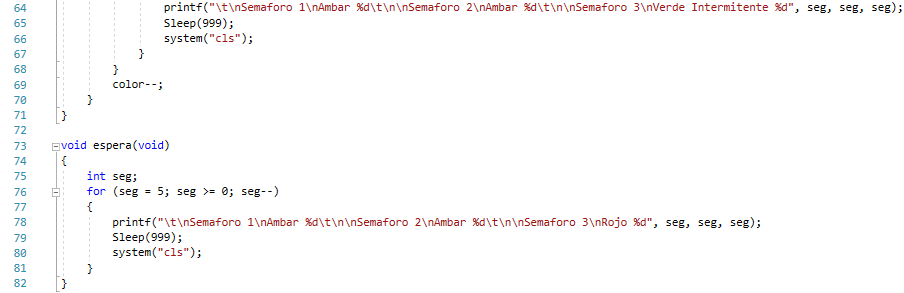 64 printf("\t\nSemaforo 1\nAmbar %d\t\n\nSemaforo 2\nAmbar %d\t\n\nSemaforo 3\nVerde Intermitente %d", seg, seg, seg);
65 Sleep(999);
66 system("cls");
67 }
68 }
69 color--;
70 }
71 }
72
73 void espera(void)
74 {
75 int seg;
76 for (seg = 5; seg >= 0; seg--)
77 {
78 printf("\t\nSemaforo 1\nAmbar %d\t\n\nSemaforo 2\nAmbar %d\t\n\nSemaforo 3\nRojo %d", seg, seg, seg);
79 Sleep(999);
80 system("cls");
81 }
82 }